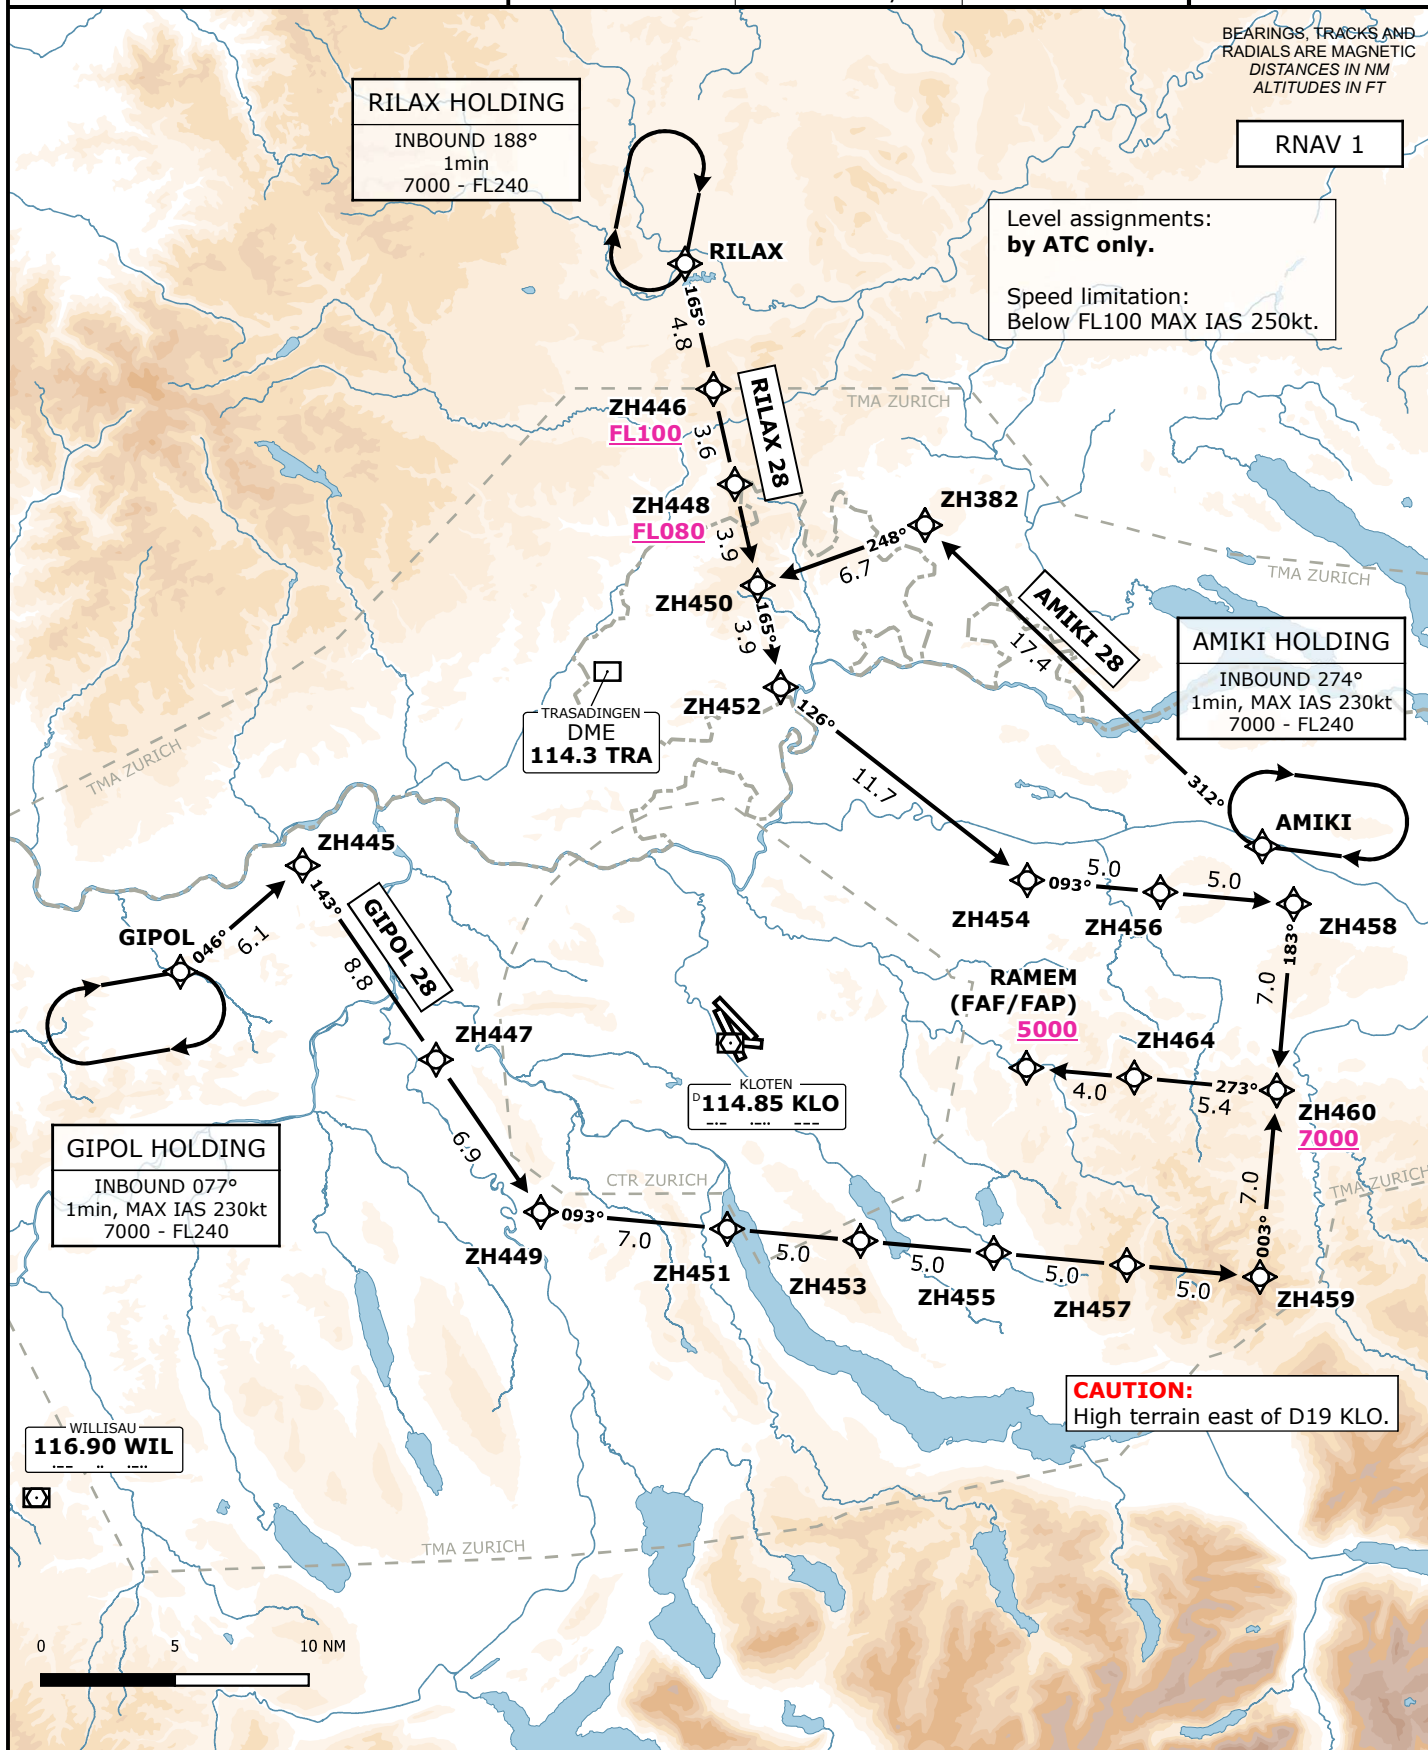 BEARINGS, TRACKS AND
RADIALS ARE MAGNETIC
DISTANCES IN NM
ALTITUDES IN FT
RNAV 1
RILAX HOLDING
INBOUND 188°
1min
7000 - FL240
Level assignments:
by ATC only.
Speed limitation:
Below FL100 MAX IAS 250kt.
RILAX
165°
4.8
ZH446
FL100
3.6
RILAX 28
TMA ZURICH
ZH448
FL080
3.9
ZH382
248°
6.7
ZH450
165°
3.9
TMA ZURICH
AMIKI 28
17.4
AMIKI HOLDING
INBOUND 274°
1min, MAX IAS 230kt
7000 - FL240
TRASADINGEN
DME
114.3 TRA
ZH452
126°
11.7
312°
AMIKI
TMA ZURICH
ZH445
143°
GIPOL 28
8.8
GIPOL
046°
6.1
ZH454
093°
5.0
ZH456
5.0
ZH458
183°
7.0
RAMEM
(FAF/FAP)
5000
ZH464
4.0
273°
5.4
ZH460
7000
ZH447
6.9
KLOTEN
D114.85 KLO
GIPOL HOLDING
INBOUND 077°
1min, MAX IAS 230kt
7000 - FL240
CTR ZURICH
TMA ZURICH
7.0
003°
ZH449
093°
7.0
ZH451
5.0
ZH453
5.0
ZH455
5.0
ZH457
5.0
ZH459
CAUTION:
High terrain east of D19 KLO.
WILLISAU
116.90 WIL
TMA ZURICH
0 5 10 NM